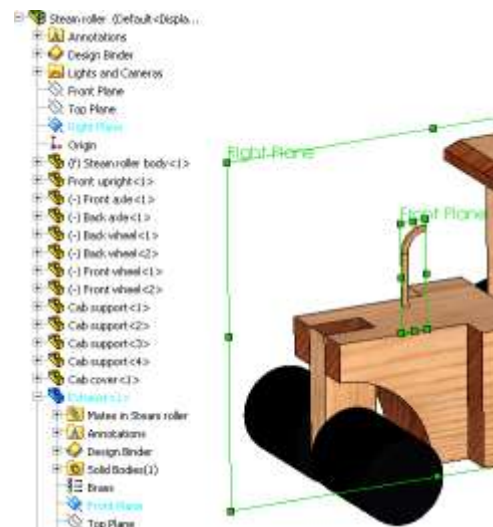 Steam roller (Default<Displa...
Annotations
Design Binder
Lights and Cameras
Front Plane
Top Plane
Right Plane
Origin
(f) Steam roller body<1>
Front upright<1>
(-) Front axle<1>
(-) Back axle<1>
(-) Back wheel<1>
(-) Back wheel<2>
(-) Front wheel<1>
(-) Front wheel<2>
Cab support<1>
Cab support<2>
Cab support<3>
Cab support<4>
Cab cover<1>
Exhaust<1>
Mates in Steam roller
Annotations
Design Binder
Solid Bodies(1)
Brass
Front Plane
Top Plane
Right Plane
Front Plane